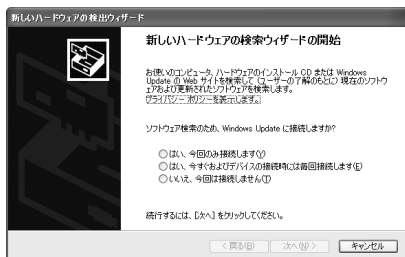 新しいハードウェアの検出ウィザード
新しいハードウェアの検索ウィザードの開始
お使いのコンピュータ、ハードウェアのインストール CD または Windows
Update の Web サイトを検索して (ユーザーの了解のもとに) 現在のソフトウ
ェアおよび更新されたソフトウェアを検索します。
プライバシー ポリシーを表示します。
ソフトウェア検索のため、Windows Update に接続しますか?
はい、今回のみ接続します(Y)
はい、今すぐおよびデバイスの接続時には毎回接続します(E)
いいえ、今回は接続しません(T)
続行するには、[次へ] をクリックしてください。
< 戻る(B)
次へ(N) >
キャンセル